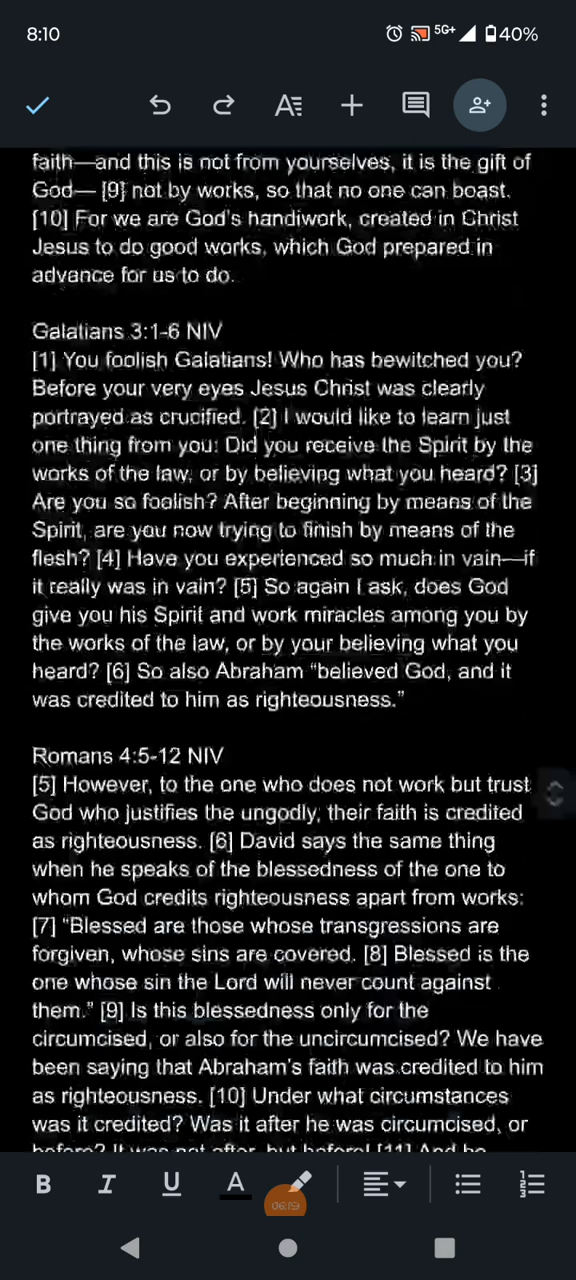 8:10
5G+
40%
faith—and this is not from yourselves, it is the gift of
God— [9] not by works, so that no one can boast.
[10] For we are God's handiwork, created in Christ
Jesus to do good works, which God prepared in
advance for us to do.
Galatians 3:1-6 NIV
[1] You foolish Galatians! Who has bewitched you?
Before your very eyes Jesus Christ was clearly
portrayed as crucified. [2] I would like to learn just
one thing from you: Did you receive the Spirit by the
works of the law, or by believing what you heard? [3]
Are you so foolish? After beginning by means of the
Spirit, are you now trying to finish by means of the
flesh? [4] Have you experienced so much in vain—if
it really was in vain? [5] So again I ask, does God
give you his Spirit and work miracles among you by
the works of the law, or by your believing what you
heard? [6] So also Abraham “believed God, and it
was credited to him as righteousness.”
Romans 4:5-12 NIV
[5] However, to the one who does not work but trust
God who justifies the ungodly, their faith is credited
as righteousness. [6] David says the same thing
when he speaks of the blessedness of the one to
whom God credits righteousness apart from works:
[7] “Blessed are those whose transgressions are
forgiven, whose sins are covered. [8] Blessed is the
one whose sin the Lord will never count against
them.” [9] Is this blessedness only for the
circumcised, or also for the uncircumcised? We have
been saying that Abraham's faith was credited to him
as righteousness. [10] Under what circumstances
was it credited? Was it after he was circumcised, or
before? It was not after, but before! [11] And he
B I U A
06:19